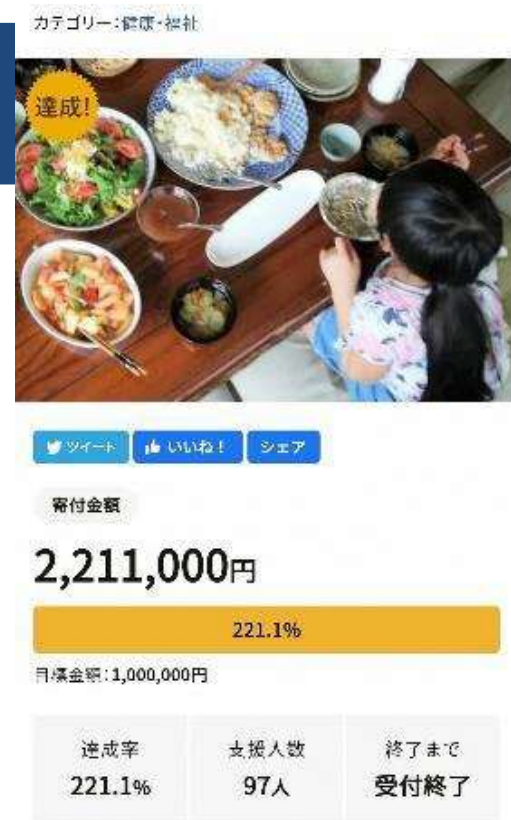 カテゴリー：健康・福祉
達成！
ツイート
いいね！
シェア
寄付金額
2,211,000円
221.1%
目標金額：1,000,000円
達成率
221.1%
支援人数
97人
終了まで
受付終了